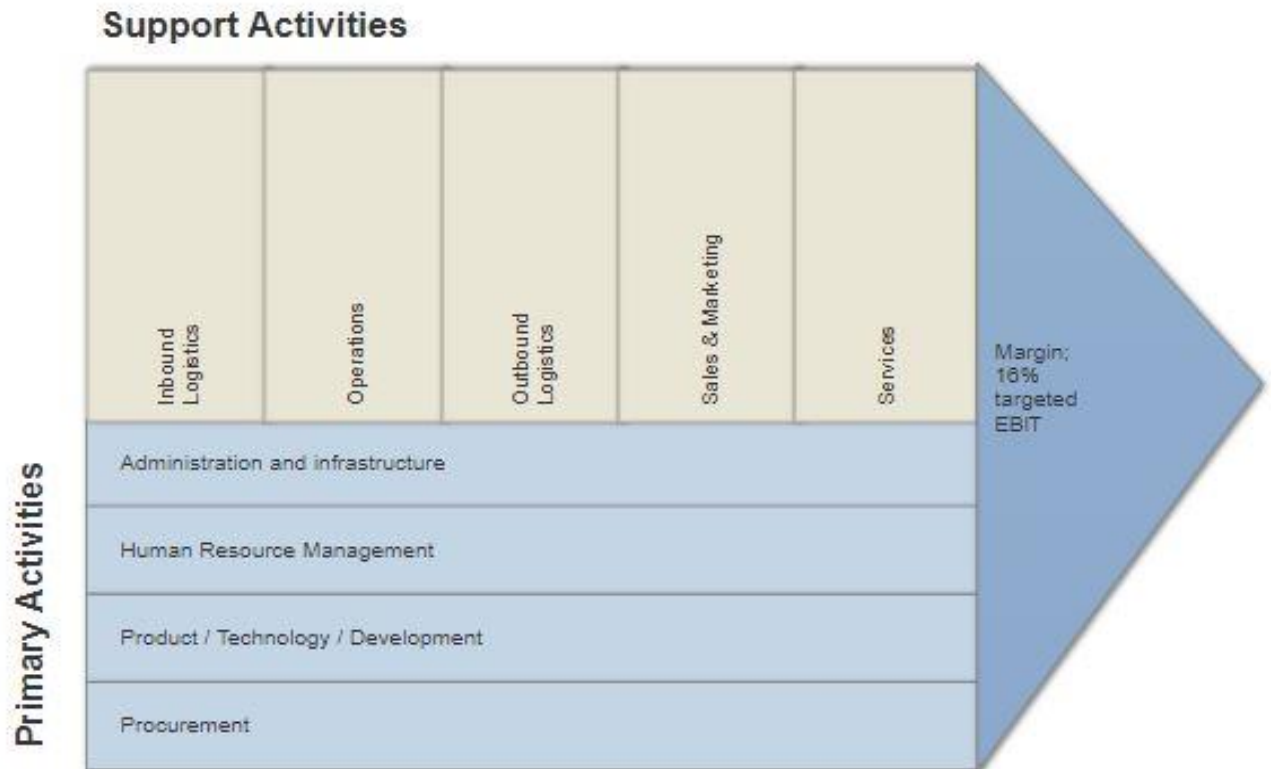 Support Activities
Inbound
Logistics
Operations
Outbound
Logistics
Sales & Marketing
Services
Margin;
16%
targeted
EBIT
Primary Activities
Administration and infrastructure
Human Resource Management
Product / Technology / Development
Procurement